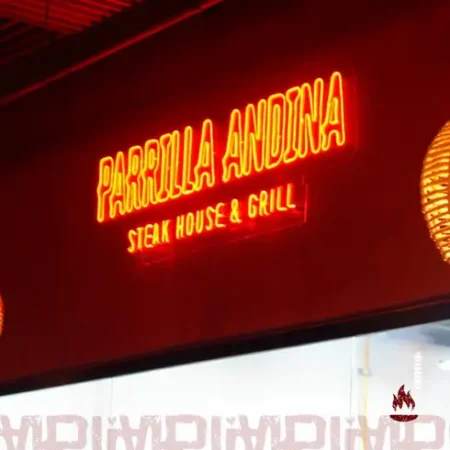 PARRILLA ANDINA
STEAK HOUSE & GRILL